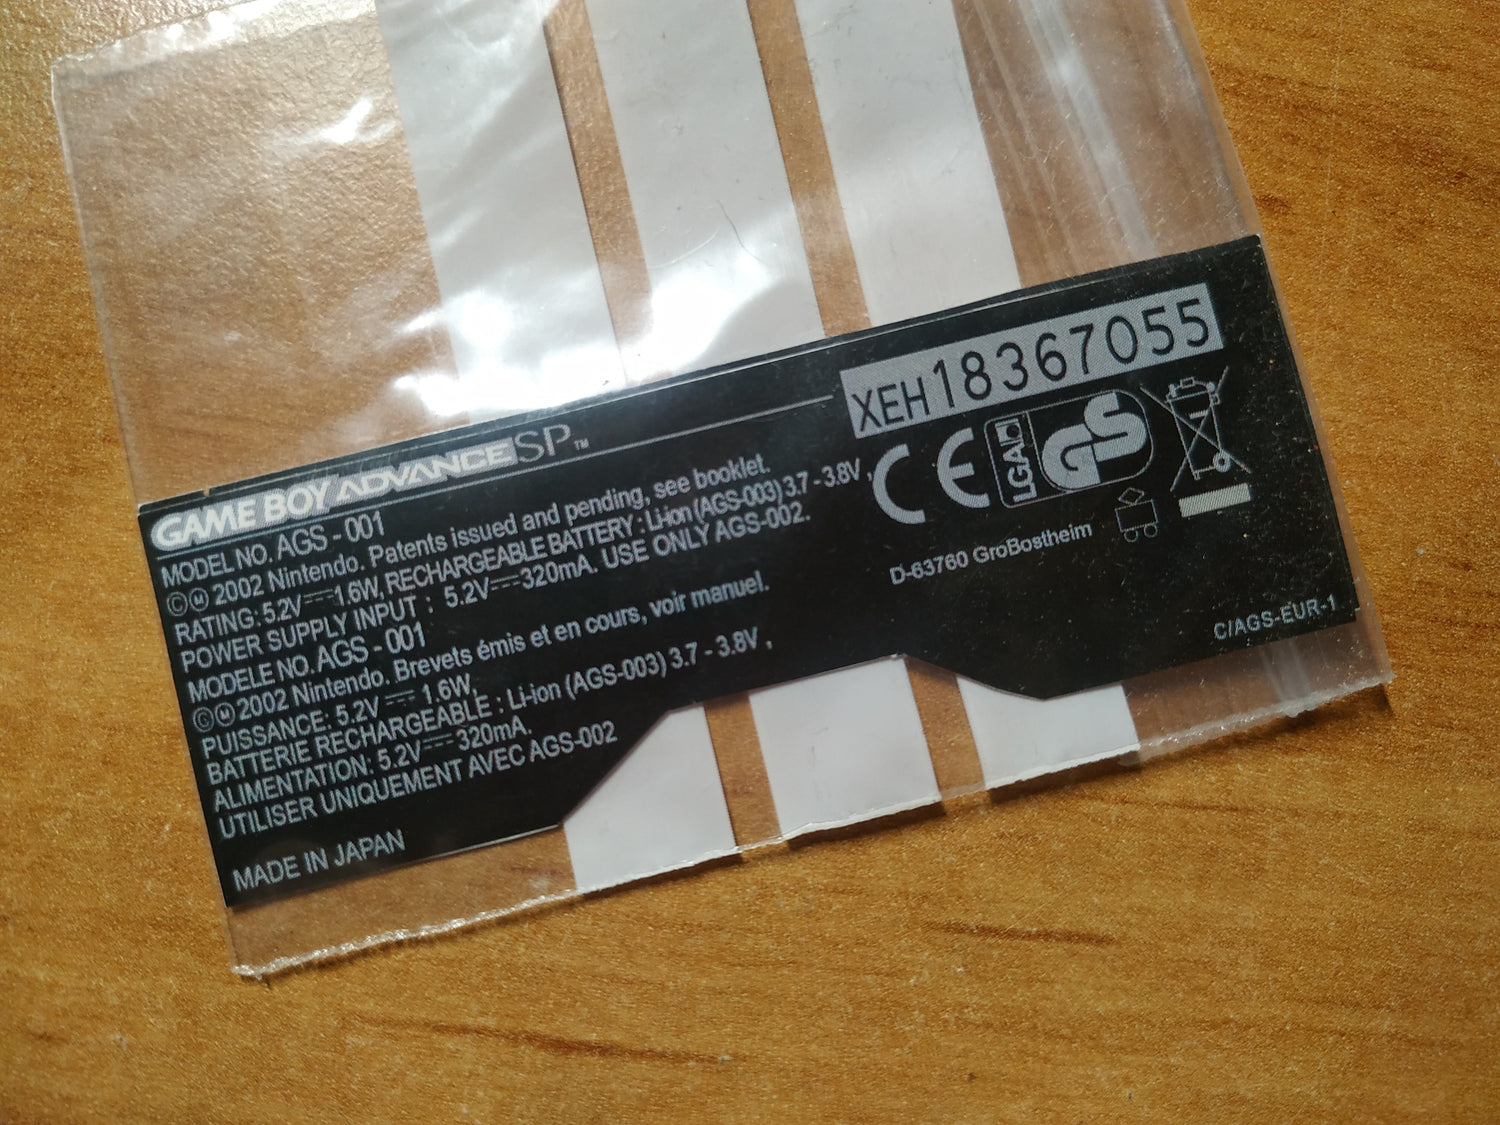 GAME BOY ADVANCE SP™
MODEL NO. AGS - 001
©Ⓜ 2002 Nintendo. Patents issued and pending, see booklet.
RATING: 5.2V⎓1.6W, RECHARGEABLE BATTERY : Li-ion (AGS-003) 3.7 - 3.8V ,
POWER SUPPLY INPUT : 5.2V⎓320mA. USE ONLY AGS-002.
MODELE NO. AGS - 001
©Ⓜ 2002 Nintendo. Brevets émis et en cours, voir manuel.
PUISSANCE: 5.2V ⎓ 1.6W,
BATTERIE RECHARGEABLE : Li-ion (AGS-003) 3.7 - 3.8V ,
ALIMENTATION: 5.2V⎓ 320mA.
UTILISER UNIQUEMENT AVEC AGS-002
MADE IN JAPAN
XEH18367055
CE
LGAI
GS
D-63760 GroBostheim
C/AGS-EUR-1